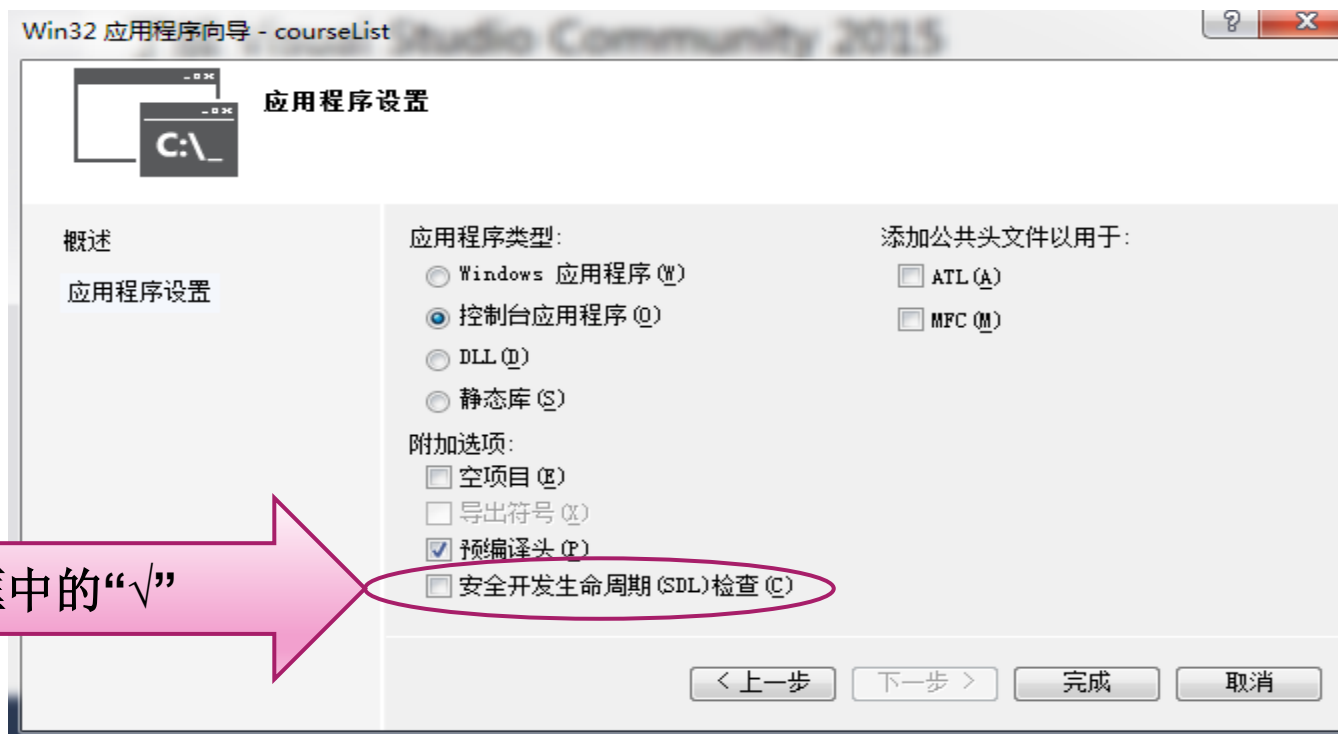 Win32 应用程序向导 - courseList
Visual Studio Community 2015
C:\_
应用程序设置
概述
应用程序设置
应用程序类型:
Windows 应用程序(W)
控制台应用程序(O)
DLL(D)
静态库(S)
添加公共头文件以用于:
ATL(A)
MFC(M)
附加选项:
空项目(E)
导出符号(X)
预编译头(P)
安全开发生命周期(SDL)检查(C)
中的“√”
< 上一步
下一步 >
完成
取消